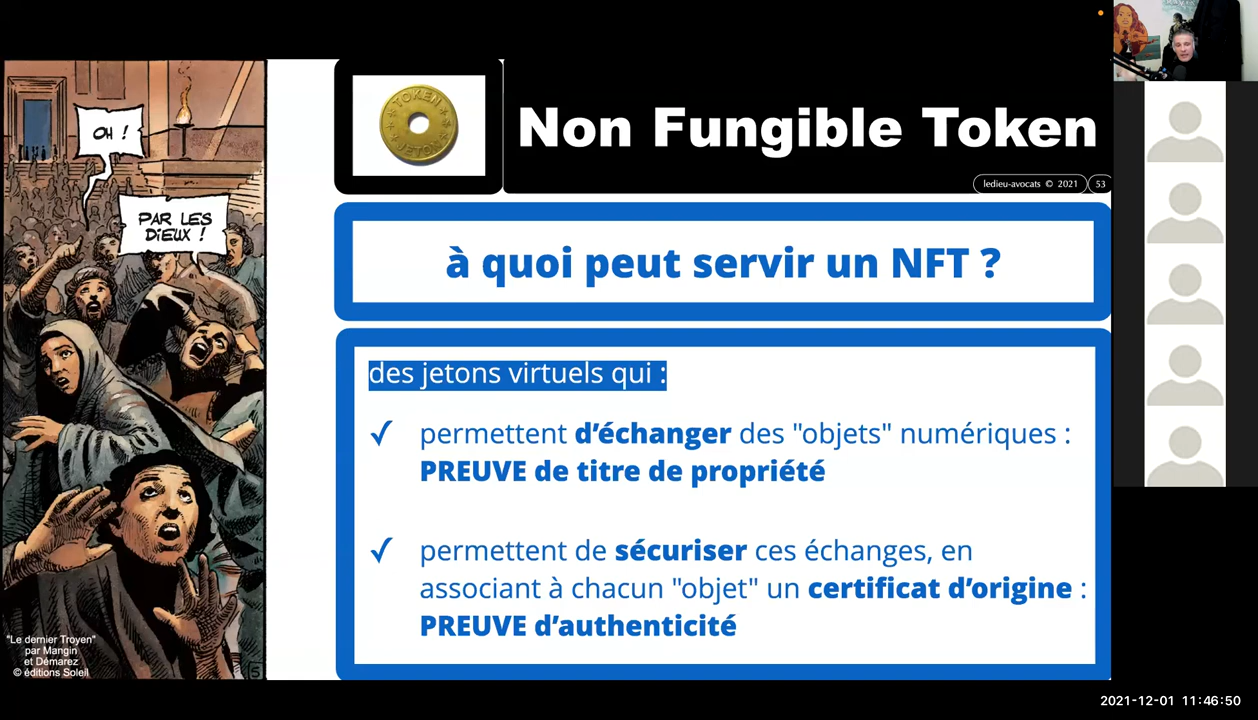 OH !
PAR LES
DIEUX !
TOKEN
JETON
Non Fungible Token
ledieu-avocats © 2021
53
à quoi peut servir un NFT ?
des jetons virtuels qui :
✓ permettent d’échanger des "objets" numériques :
PREUVE de titre de propriété
✓ permettent de sécuriser ces échanges, en
associant à chacun "objet" un certificat d’origine :
PREUVE d’authenticité
"Le dernier Troyen"
par Mangin
et Démarez
© éditions Soleil
5
2021-12-01 11:46:50